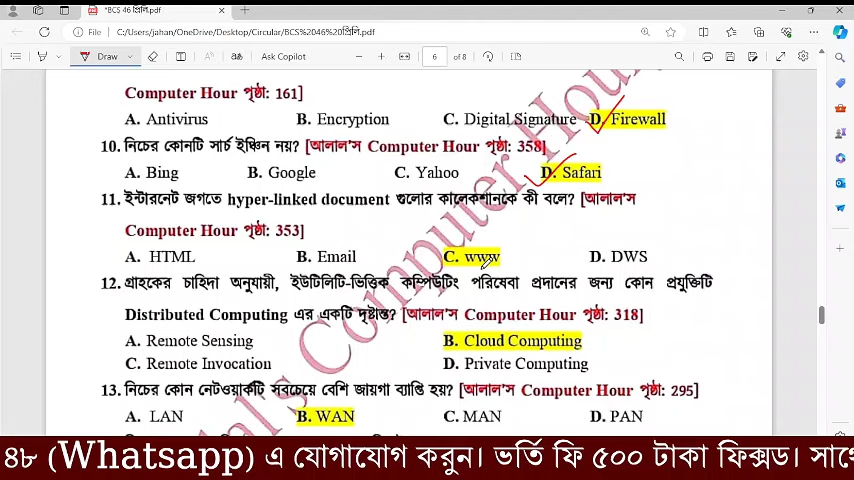 *BCS 46 প্রিলি.pdf
C:/Users/jahan/OneDrive/Desktop/Circular/BCS%2046%20প্রিলি.pdf
Draw
Ask Copilot
6 of 8
Computer Hour পৃষ্ঠা: 161]
A. Antivirus B. Encryption C. Digital Signature D. Firewall
10. নিচের কোনটি সার্চ ইঞ্চিন নয়? [আলাল'স Computer Hour পৃষ্ঠা: 358]
A. Bing B. Google C. Yahoo D. Safari
11. ইন্টারনেট জগতে hyper-linked document গুলোর কালেকশানকে কী বলে? [আলাল'স
Computer Hour পৃষ্ঠা: 353]
A. HTML B. Email C. www D. DWS
12. গ্রাহকের চাহিদা অনুযায়ী, ইউটিলিটি-ভিত্তিক কম্পিউটিং পরিষেবা প্রদানের জন্য কোন প্রযুক্তিটি
Distributed Computing এর একটি দৃষ্টান্ত? [আলাল'স Computer Hour পৃষ্ঠা: 318]
A. Remote Sensing B. Cloud Computing
C. Remote Invocation D. Private Computing
13. নিচের কোন নেটওয়ার্কটি সবচেয়ে বেশি জায়গা ব্যাপ্তি হয়? [আলাল'স Computer Hour পৃষ্ঠা: 295]
A. LAN B. WAN C. MAN D. PAN
৪৮ (Whatsapp) এ যোগাযোগ করুন। ভর্তি ফি ৫০০ টাকা ফিক্সড। সাথে